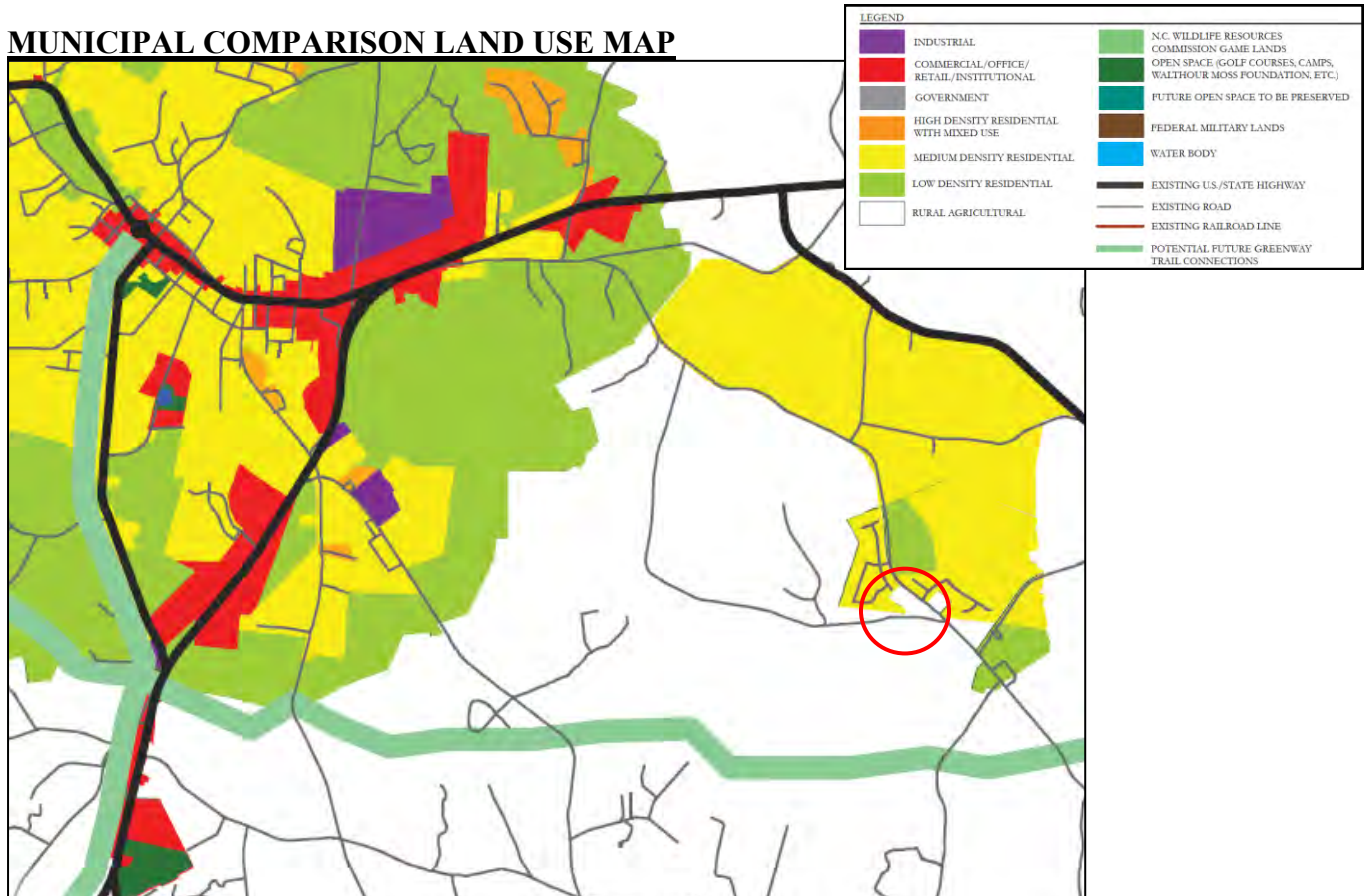 MUNICIPAL COMPARISON LAND USE MAP
LEGEND
INDUSTRIAL
COMMERCIAL/OFFICE/
RETAIL/INSTITUTIONAL
GOVERNMENT
HIGH DENSITY RESIDENTIAL
WITH MIXED USE
MEDIUM DENSITY RESIDENTIAL
LOW DENSITY RESIDENTIAL
RURAL AGRICULTURAL
N.C. WILDLIFE RESOURCES
COMMISSION GAME LANDS
OPEN SPACE (GOLF COURSES, CAMPS,
WALTHOUR MOSS FOUNDATION, ETC.)
FUTURE OPEN SPACE TO BE PRESERVED
FEDERAL MILITARY LANDS
WATER BODY
EXISTING U.S./STATE HIGHWAY
EXISTING ROAD
EXISTING RAILROAD LINE
POTENTIAL FUTURE GREENWAY
TRAIL CONNECTIONS